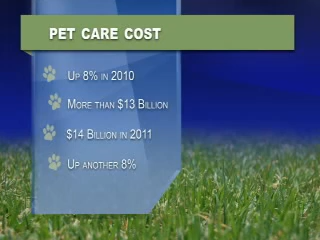 PET CARE COST
UP 8% IN 2010
MORE THAN $13 BILLION
$14 BILLION IN 2011
UP ANOTHER 8%